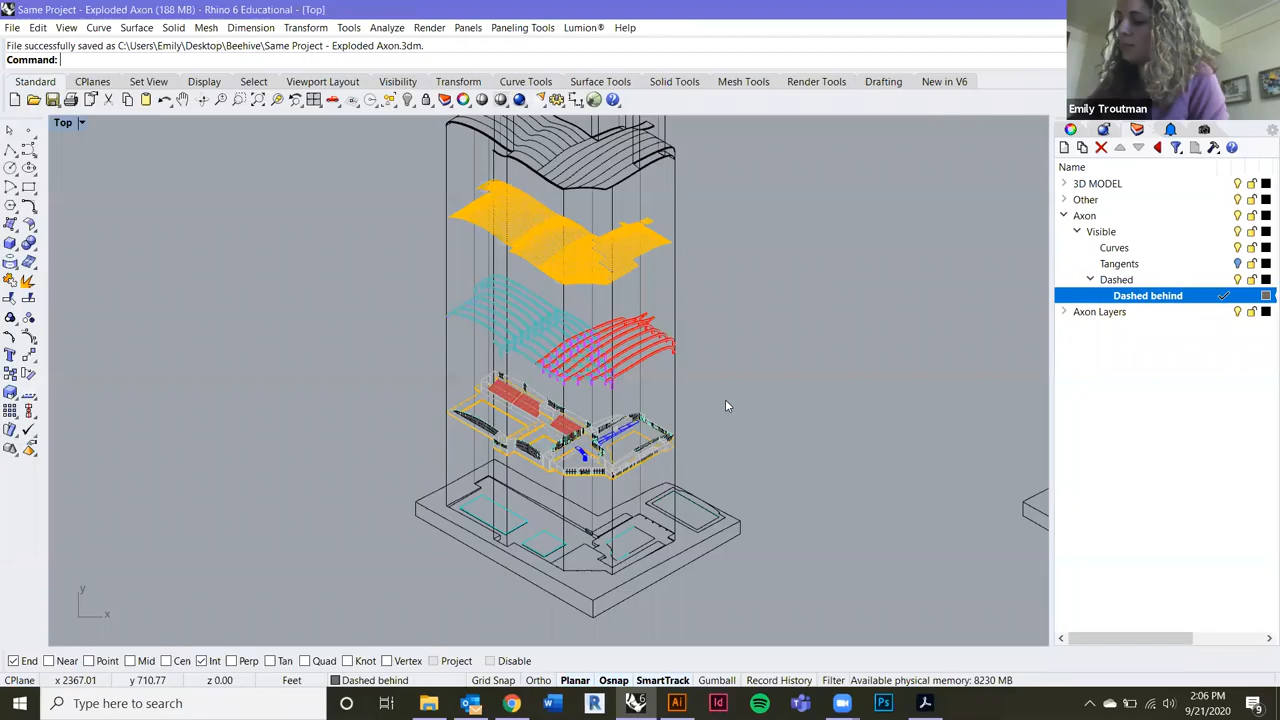 Same Project - Exploded Axon (188 MB) - Rhino 6 Educational - [Top]
File Edit View Curve Surface Solid Mesh Dimension Transform Tools Analyze Render Panels Paneling Tools Lumion® Help
File successfully saved as C:\Users\Emily\Desktop\Beehive\Same Project - Exploded Axon.3dm.
Command:
Standard CPlanes Set View Display Select Viewport Layout Visibility Transform Curve Tools Surface Tools Solid Tools Mesh Tools Render Tools Drafting New in V6
Emily Troutman
Top
Name
3D MODEL
Other
Axon
Visible
Curves
Tangents
Dashed
Dashed behind
Axon Layers
y
x
End Near Point Mid Cen Int Perp Tan Quad Knot Vertex Project Disable
CPlane x 2367.01 y 710.77 z 0.00 Feet Dashed behind Grid Snap Ortho Planar Osnap SmartTrack Gumball Record History Filter Available physical memory: 8230 MB
Type here to search
2:06 PM
9/21/2020